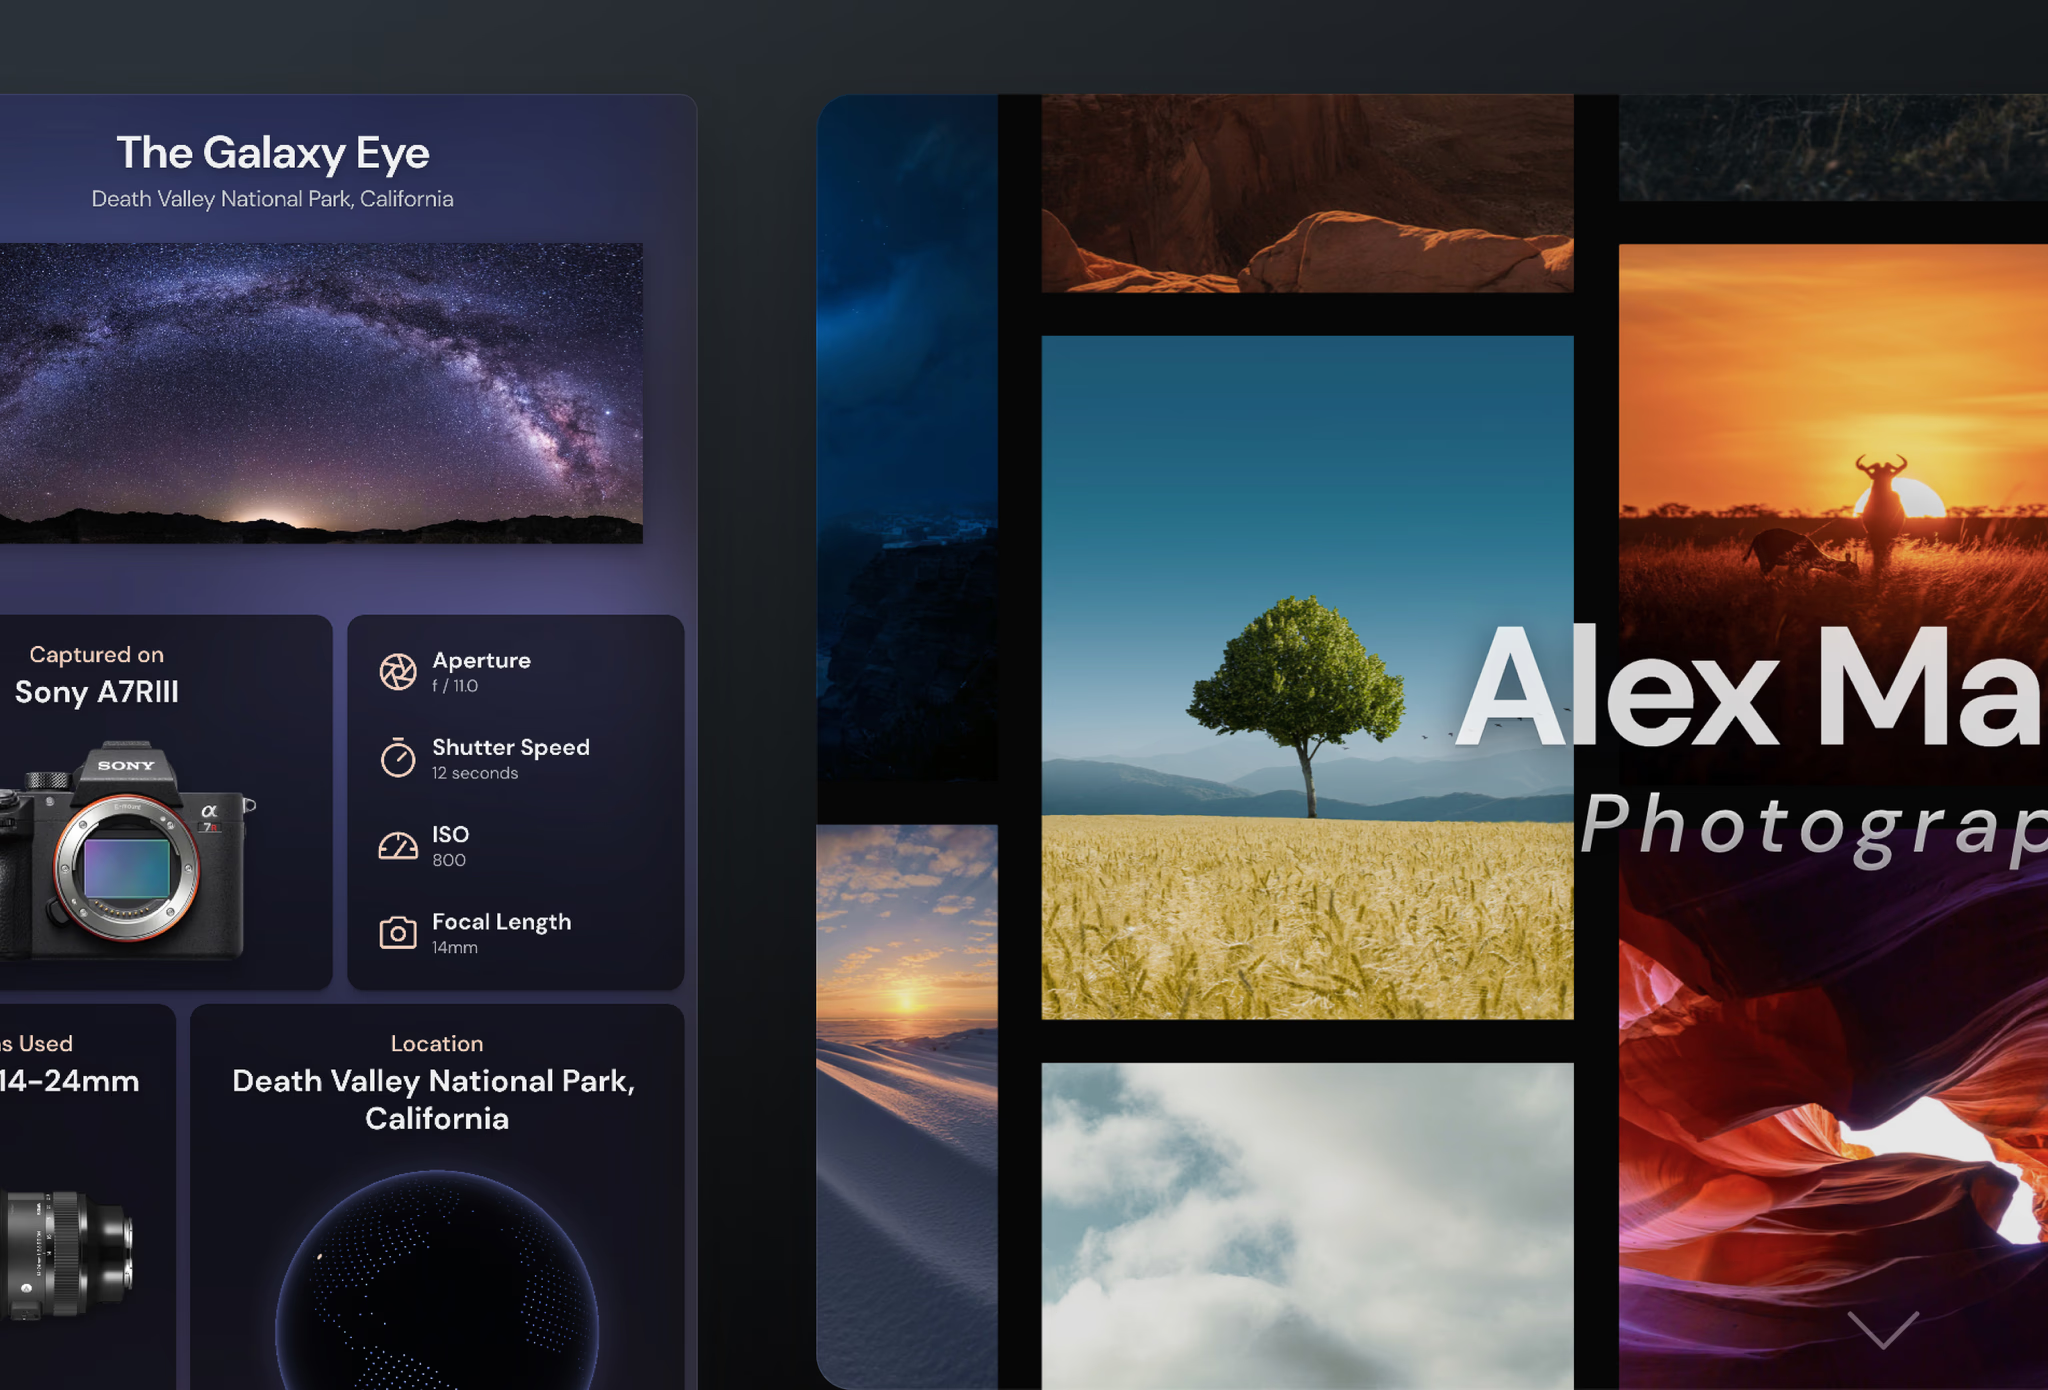 The Galaxy Eye
Death Valley National Park, California
Captured on
Sony A7RIII
SONY
α
7R
Aperture
f / 11.0
Shutter Speed
12 seconds
ISO
800
Focal Length
14mm
s Used
14-24mm
Location
Death Valley National Park,
California
Alex Ma
Photograp